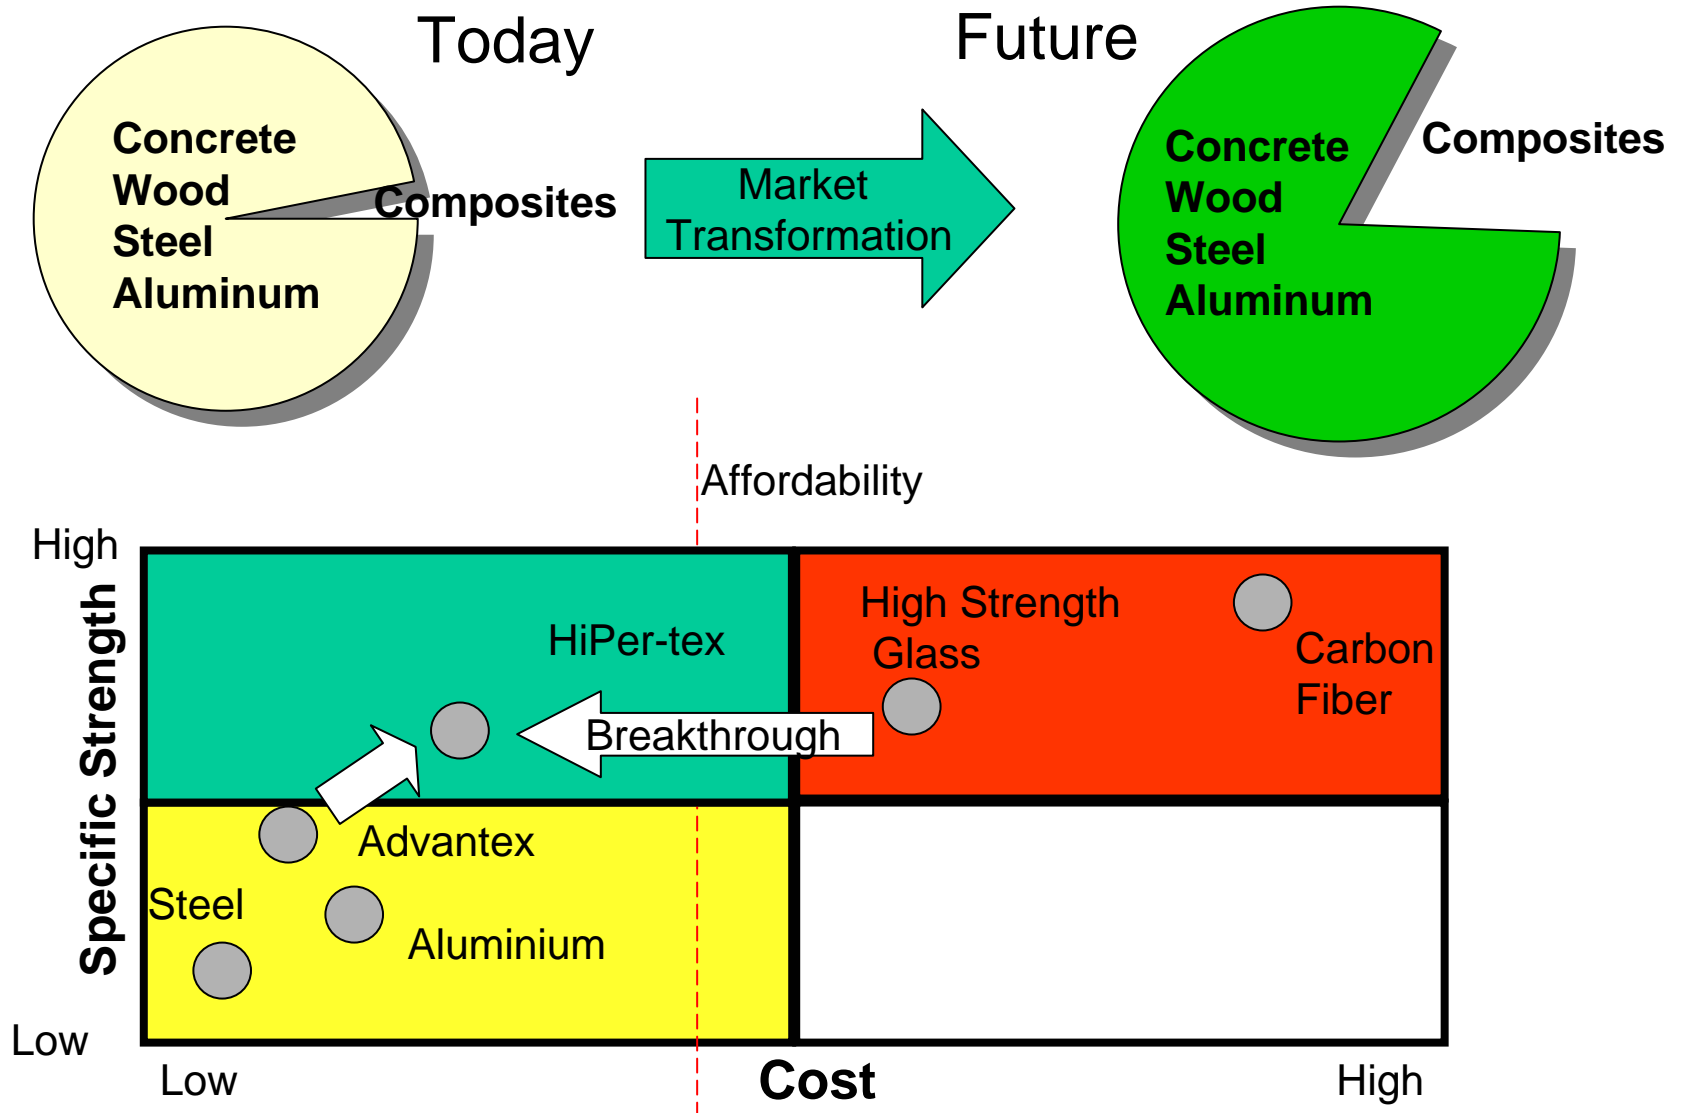 Today
Future
Concrete
Wood
Steel
Aluminum
Composites
Market
Transformation
Concrete
Wood
Steel
Aluminum
Composites
Affordability
High
Specific Strength
Low
HiPer-tex
High Strength
Glass
Carbon
Fiber
Breakthrough
Advantex
Steel
Aluminium
Low
Cost
High